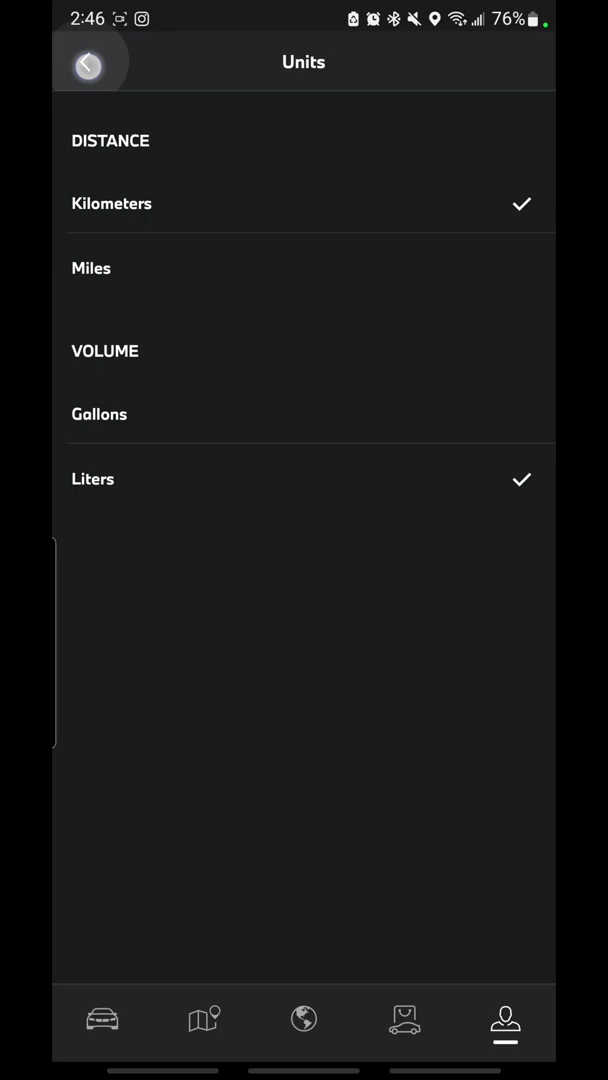 2:46 76%
Units
DISTANCE
Kilometers
Miles
VOLUME
Gallons
Liters